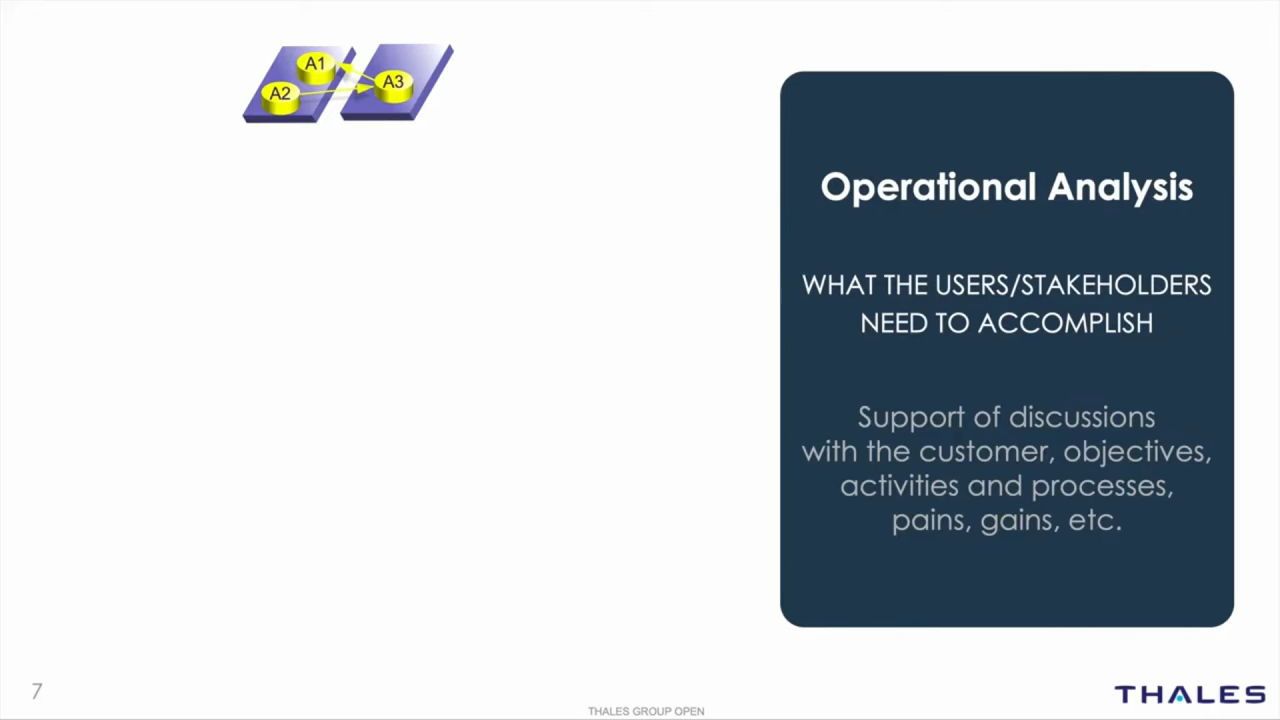 A1
A2
A3
Operational Analysis
WHAT THE USERS/STAKEHOLDERS
NEED TO ACCOMPLISH
Support of discussions
with the customer, objectives,
activities and processes,
pains, gains, etc.
7
THALES GROUP OPEN
THALES